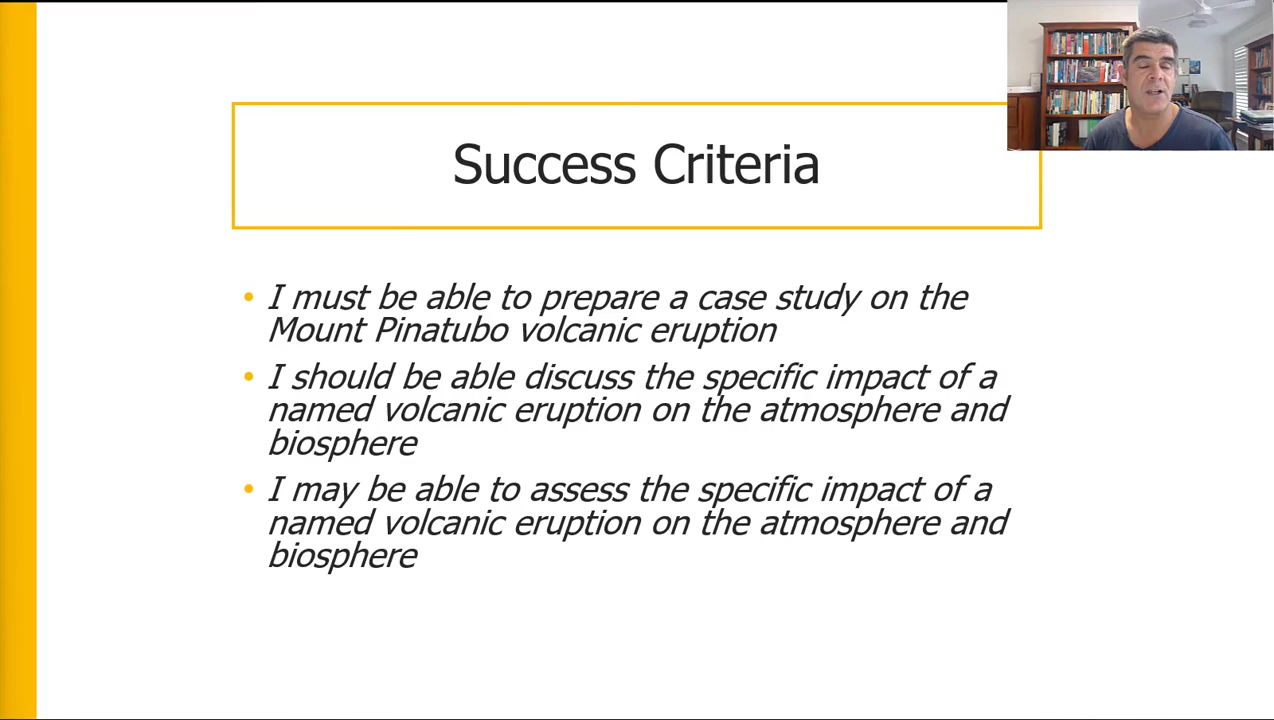 Success Criteria
• I must be able to prepare a case study on the
Mount Pinatubo volcanic eruption
• I should be able discuss the specific impact of a
named volcanic eruption on the atmosphere and
biosphere
• I may be able to assess the specific impact of a
named volcanic eruption on the atmosphere and
biosphere